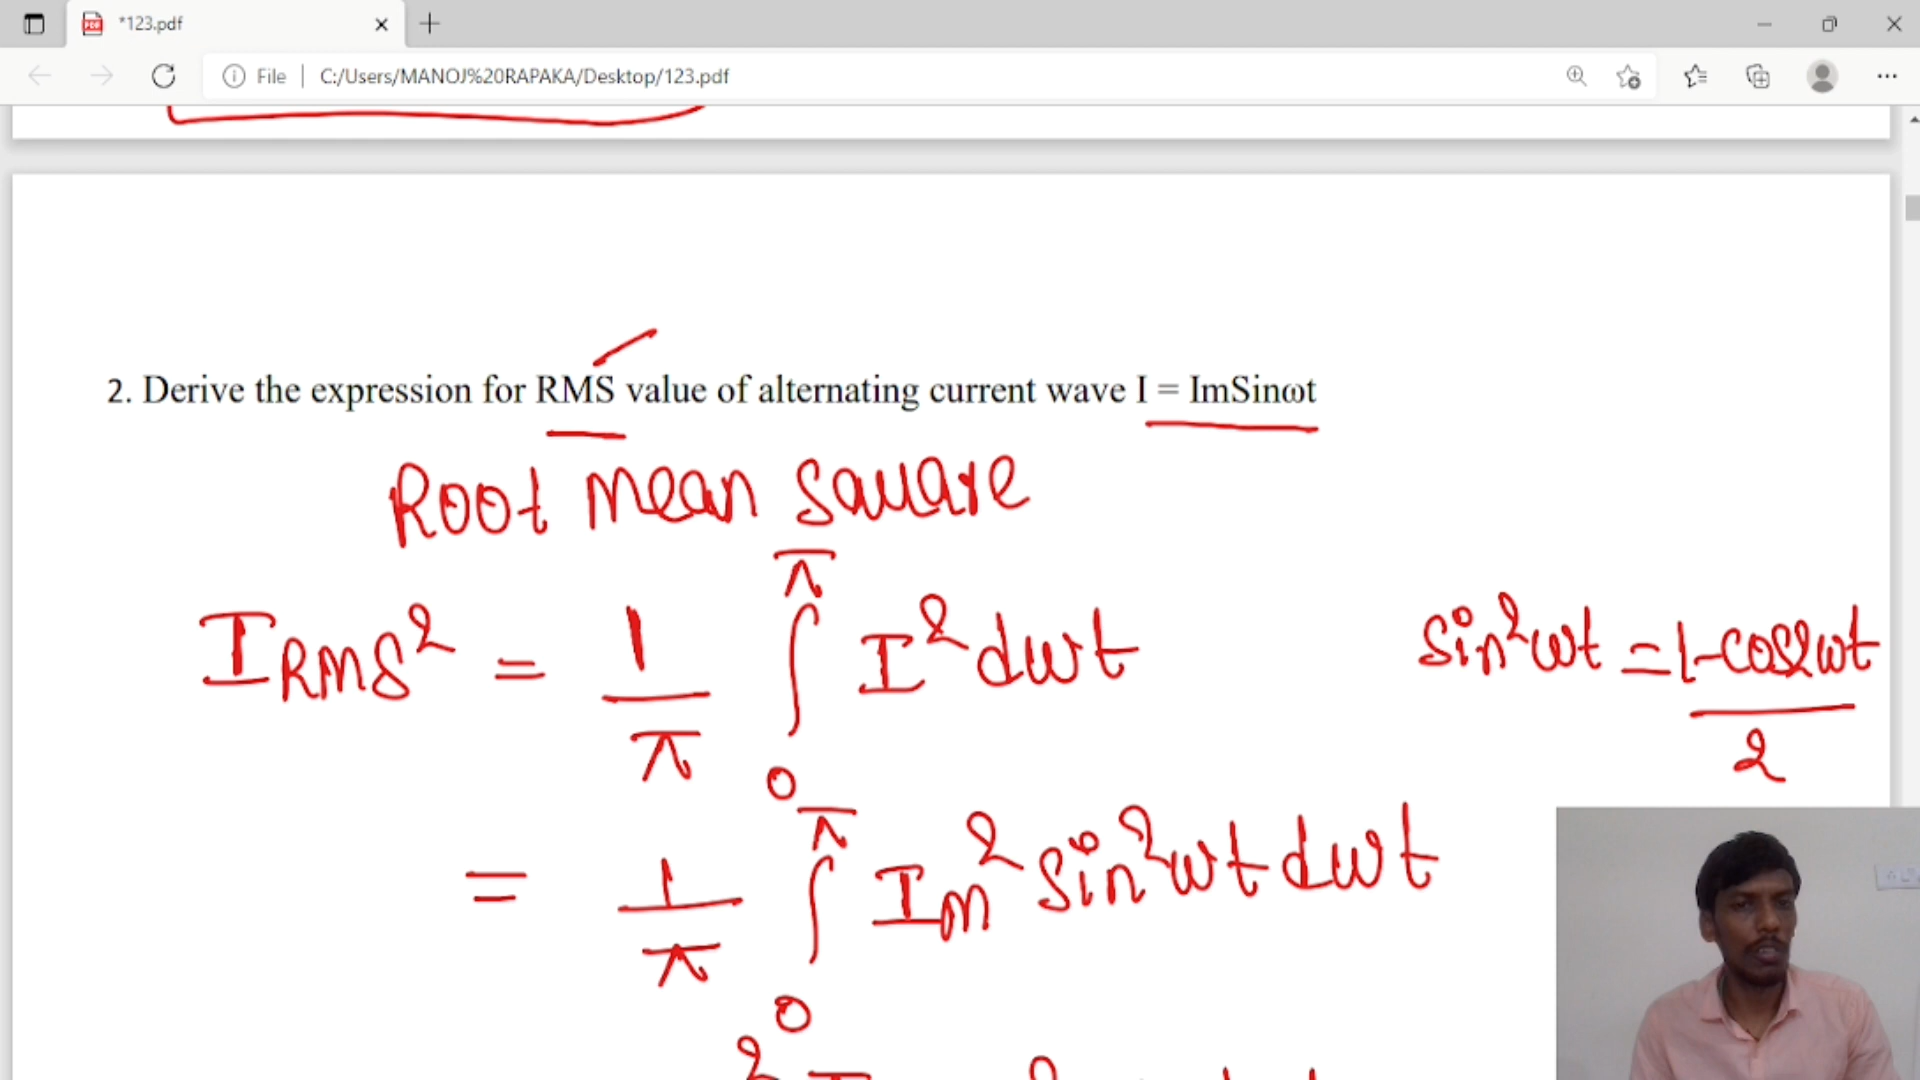 *123.pdf
File | C:/Users/MANOJ%20RAPAKA/Desktop/123.pdf
2. Derive the expression for RMS value of alternating current wave I = ImSinωt
Root mean square
I RMS² = 1/π ∫₀^π I² dωt
sin²ωt = 1-cos2ωt / 2
= 1/π ∫₀^π Im² sin²ωt dωt